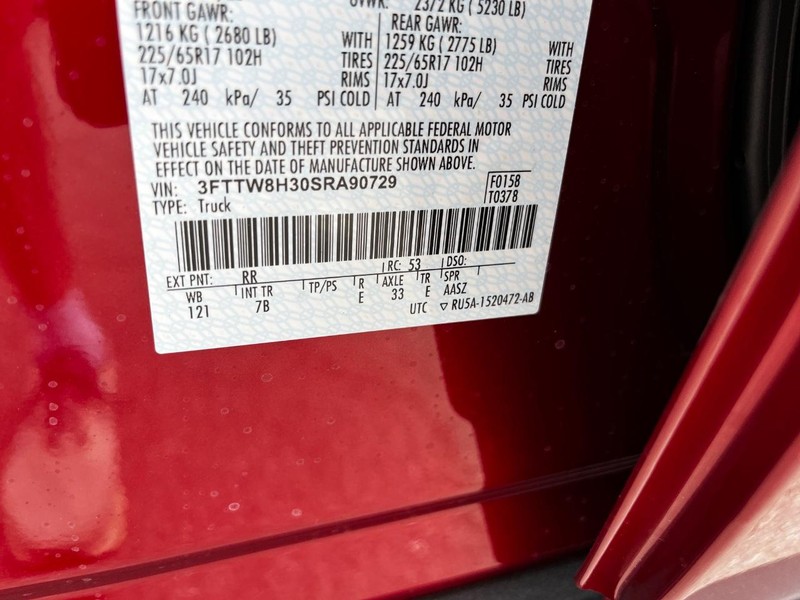 FRONT GAWR: GVWR: 2372 KG ( 5230 LB)
1216 KG ( 2680 LB) WITH
225/65R17 102H TIRES
17x7.0J RIMS
AT 240 kPa/ 35 PSI COLD
REAR GAWR:
1259 KG ( 2775 LB) WITH
225/65R17 102H TIRES
17x7.0J RIMS
AT 240 kPa/ 35 PSI COLD
THIS VEHICLE CONFORMS TO ALL APPLICABLE FEDERAL MOTOR
VEHICLE SAFETY AND THEFT PREVENTION STANDARDS IN
EFFECT ON THE DATE OF MANUFACTURE SHOWN ABOVE.
VIN: 3FTTW8H30SRA90729
F0158
TYPE: Truck
T0378
EXT PNT: RR RC: 53 DSO:
WB INT TR TP/PS R AXLE TR SPR
121 7B E 33 E AASZ
UTC ▽ RU5A-1520472-AB